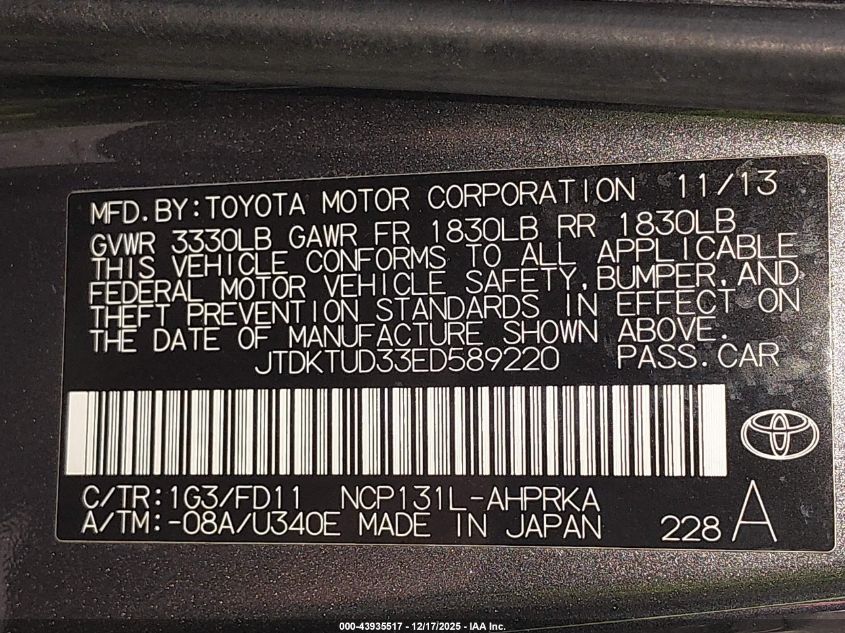 MFD.BY:TOYOTA MOTOR CORPORATION 11/13
GVWR 3330LB GAWR FR 1830LB RR 1830LB
THIS VEHICLE CONFORMS TO ALL APPLICABLE
FEDERAL MOTOR VEHICLE SAFETY,BUMPER,AND
THEFT PREVENTION STANDARDS IN EFFECT ON
THE DATE OF MANUFACTURE SHOWN ABOVE.
JTDKTUD33ED589220 PASS.CAR
C/TR:1G3/FD11 NCP131L-AHPRKA
A/TM:-08A/U340E MADE IN JAPAN 228 A
000-43935517 - 12/17/2025 - IAA Inc.